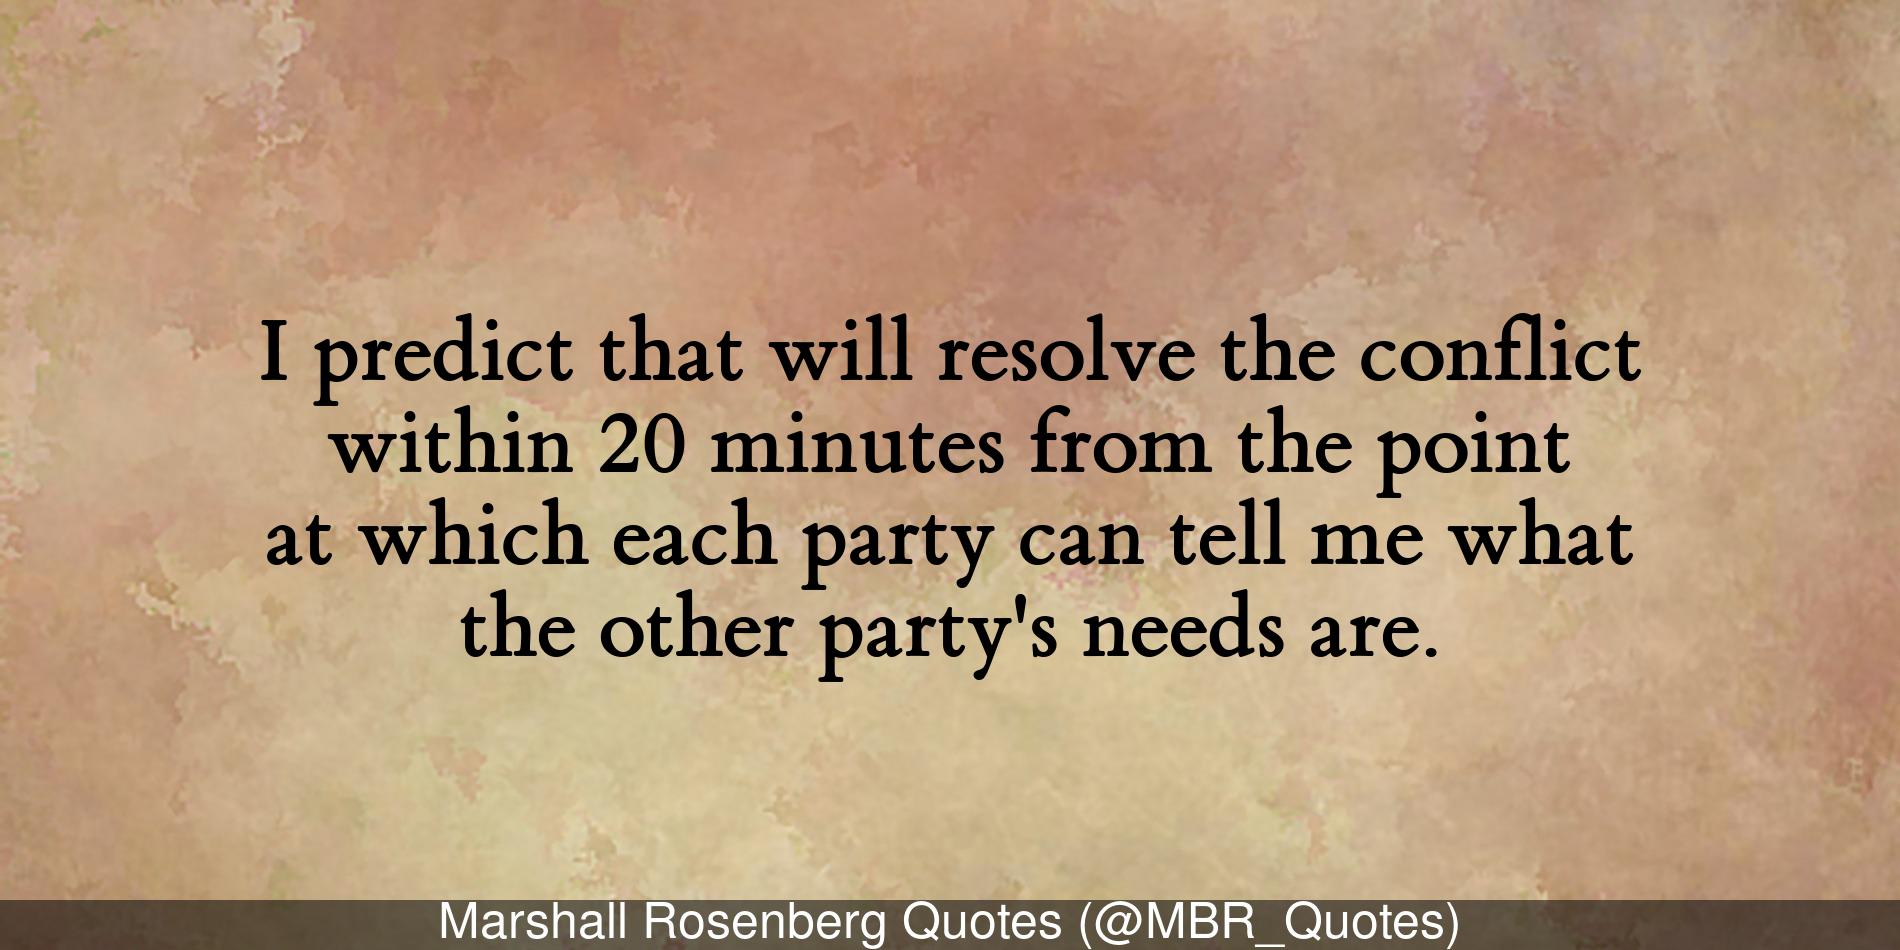 I predict that will resolve the conflict
within 20 minutes from the point
at which each party can tell me what
the other party's needs are.
Marshall Rosenberg Quotes (@MBR_Quotes)